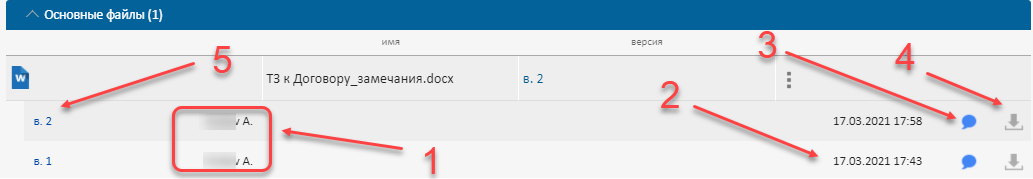 Основные файлы (1)
имя версия
W ТЗ к Договору_замечания.docx в. 2
в. 2 v A. 17.03.2021 17:58
в. 1 v A. 17.03.2021 17:43
5
3
4
2
1